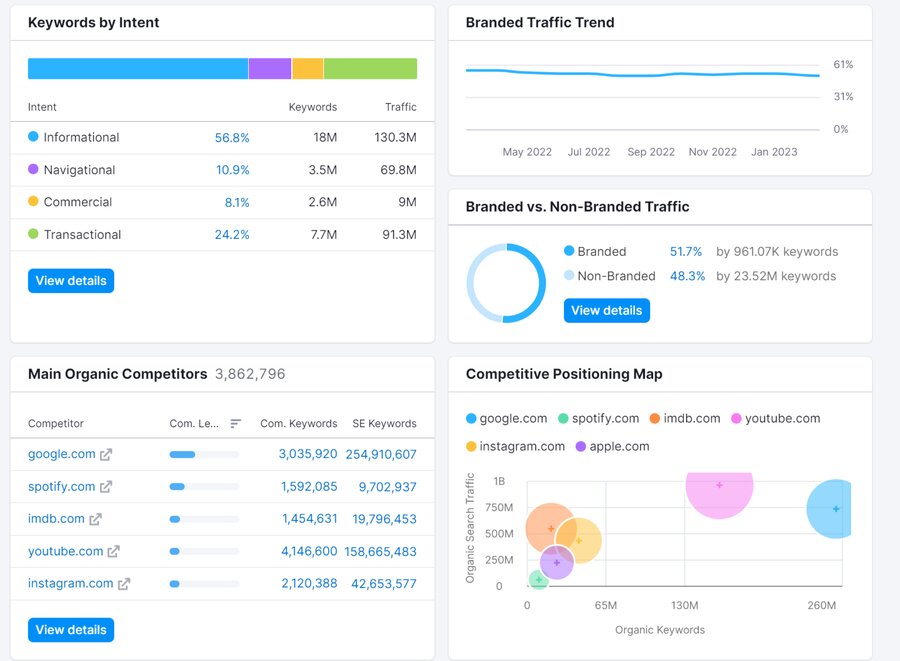 Keywords by Intent
Intent Keywords Traffic
Informational 56.8% 18M 130.3M
Navigational 10.9% 3.5M 69.8M
Commercial 8.1% 2.6M 9M
Transactional 24.2% 7.7M 91.3M
View details
Branded Traffic Trend
61%
31%
0%
May 2022 Jul 2022 Sep 2022 Nov 2022 Jan 2023
Branded vs. Non-Branded Traffic
Branded 51.7% by 961.07K keywords
Non-Branded 48.3% by 23.52M keywords
View details
Main Organic Competitors 3,862,796
Competitor Com. Le... Com. Keywords SE Keywords
google.com 3,035,920 254,910,607
spotify.com 1,592,085 9,702,937
imdb.com 1,454,631 19,796,453
youtube.com 4,146,600 158,665,483
instagram.com 2,120,388 42,653,577
View details
Competitive Positioning Map
google.com spotify.com imdb.com youtube.com
instagram.com apple.com
Organic Search Traffic
1B
750M
500M
250M
0
0 65M 130M 260M
Organic Keywords